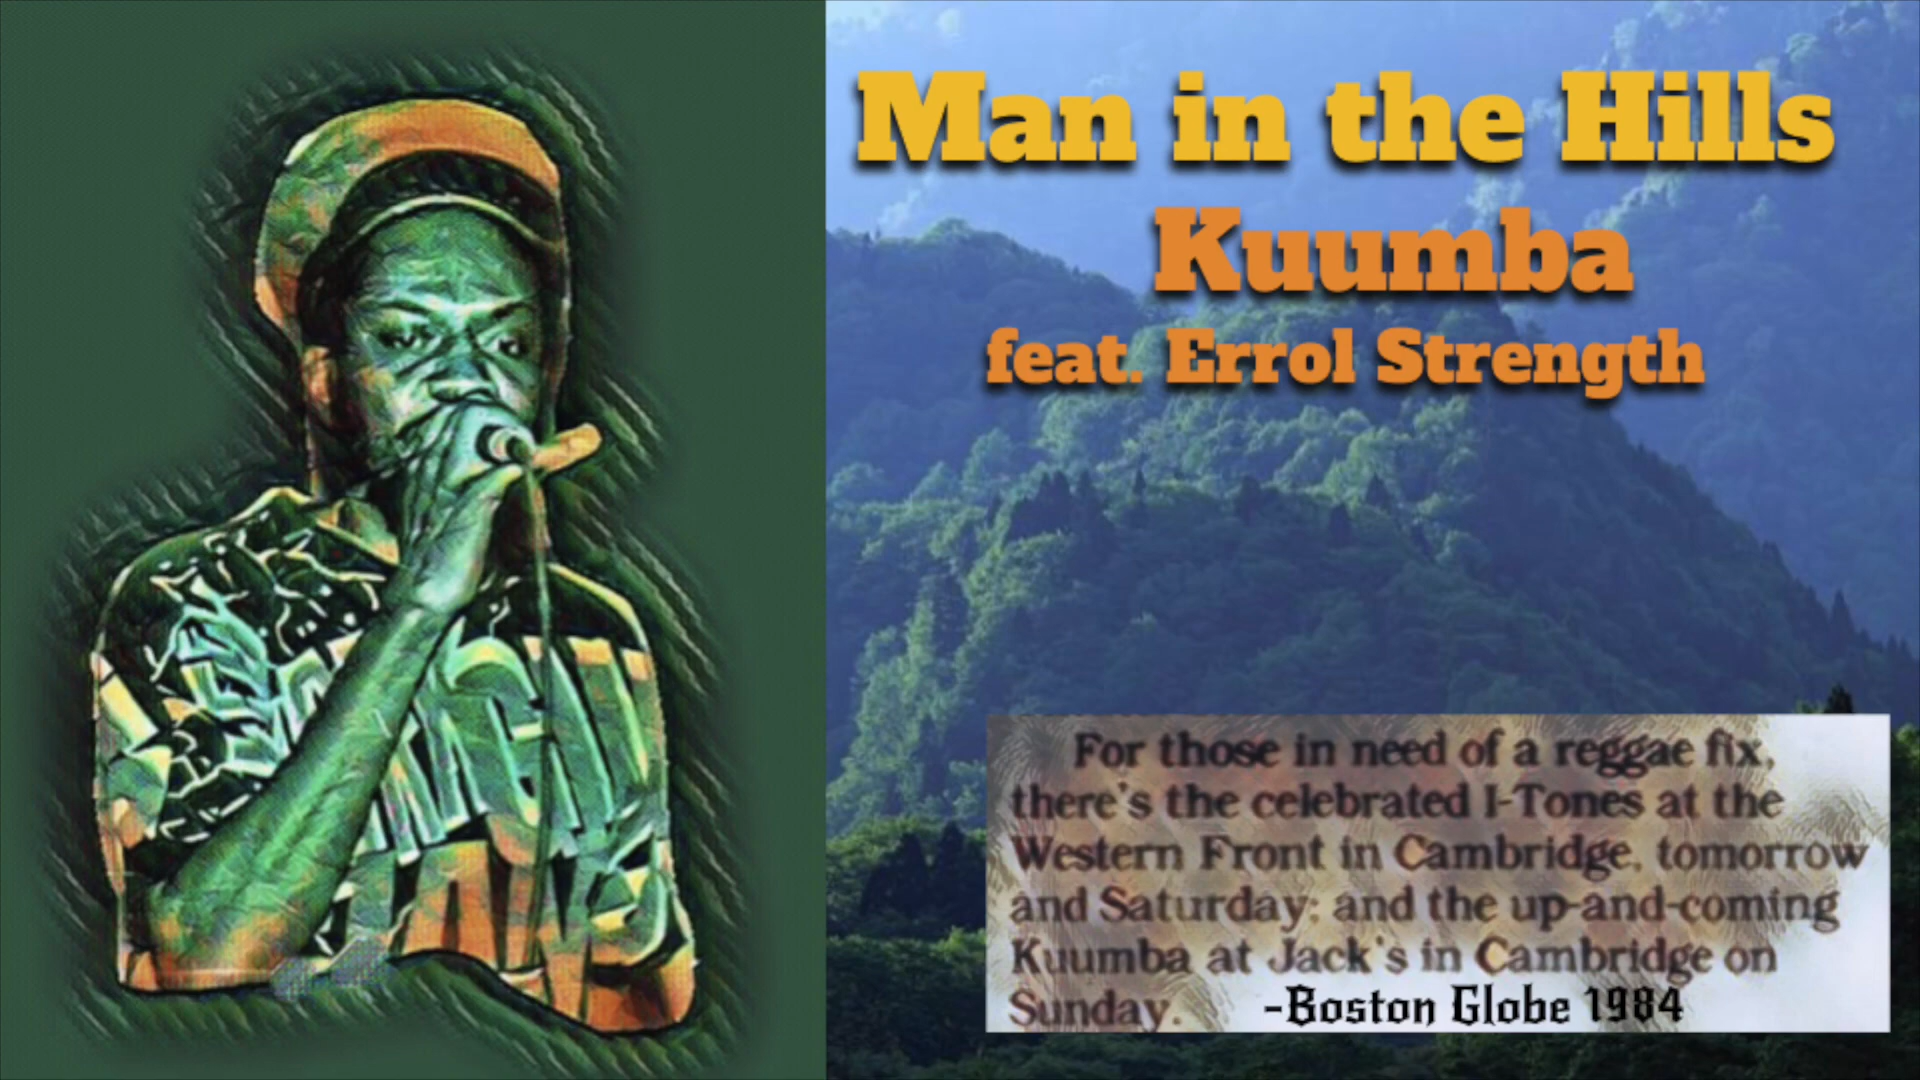 Man in the Hills
Kuumba
feat. Errol Strength
For those in need of a reggae fix,
there's the celebrated I-Tones at the
Western Front in Cambridge, tomorrow
and Saturday; and the up-and-coming
Kuumba at Jack's in Cambridge on
Sunday.
-Boston Globe 1984